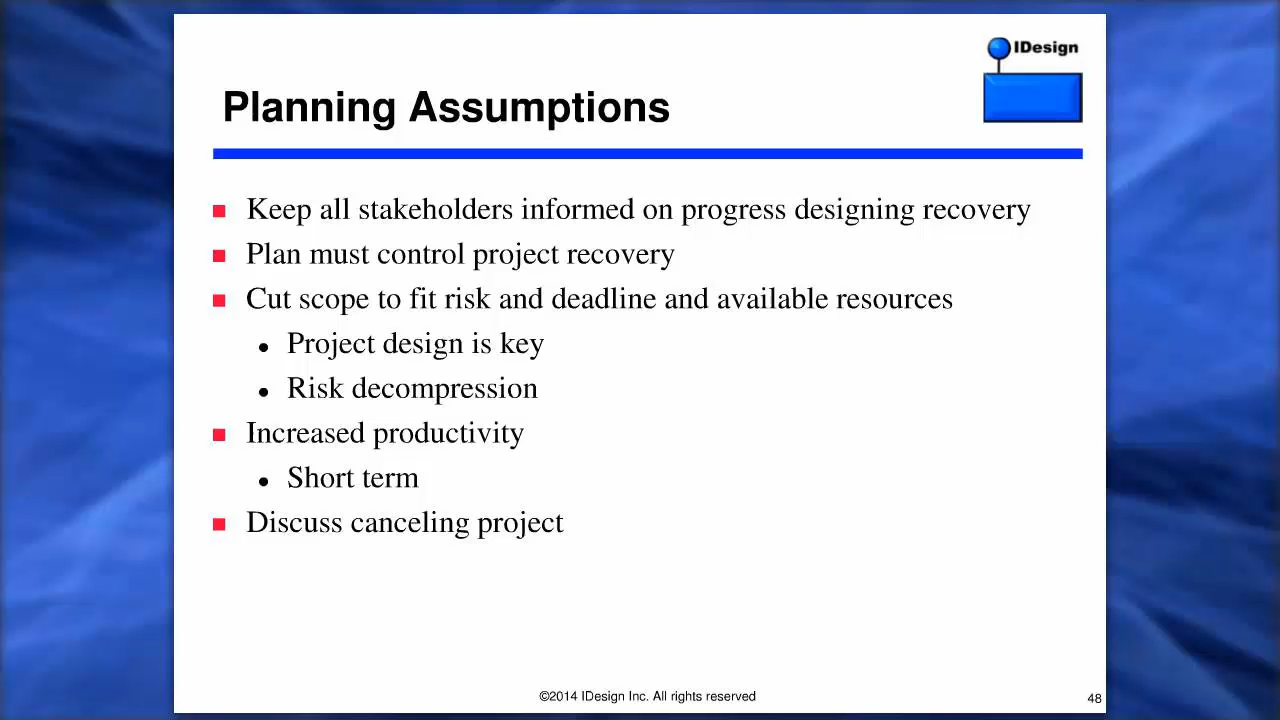 IDesign
Planning Assumptions
Keep all stakeholders informed on progress designing recovery
Plan must control project recovery
Cut scope to fit risk and deadline and available resources
Project design is key
Risk decompression
Increased productivity
Short term
Discuss canceling project
©2014 IDesign Inc. All rights reserved
48